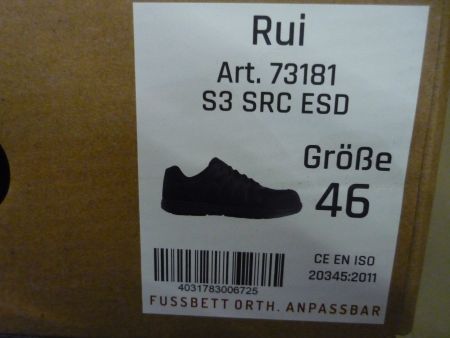 Rui
Art. 73181
S3 SRC ESD
Größe
46
CE EN ISO
20345:2011
4031783006725
FUSSBETT ORTH. ANPASSBAR